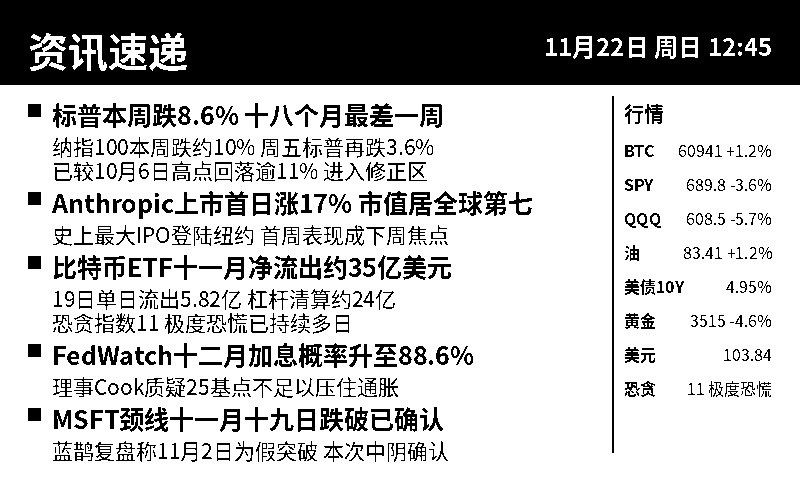 资讯速递
11月22日 周日 12:45
■ 标普本周跌8.6% 十八个月最差一周
纳指100本周跌约10% 周五标普再跌3.6%
已较10月6日高点回落逾11% 进入修正区
■ Anthropic上市首日涨17% 市值居全球第七
史上最大IPO登陆纽约 首周表现成下周焦点
■ 比特币ETF十一月净流出约35亿美元
19日单日流出5.82亿 杠杆清算约24亿
恐贪指数11 极度恐慌已持续多日
■ FedWatch十二月加息概率升至88.6%
理事Cook质疑25基点不足以压住通胀
■ MSFT颈线十一月十九日跌破已确认
蓝鹊复盘称11月2日为假突破 本次中阴确认
行情
BTC 60941 +1.2%
SPY 689.8 -3.6%
QQQ 608.5 -5.7%
油 83.41 +1.2%
美债10Y 4.95%
黄金 3515 -4.6%
美元 103.84
恐贪 11 极度恐慌